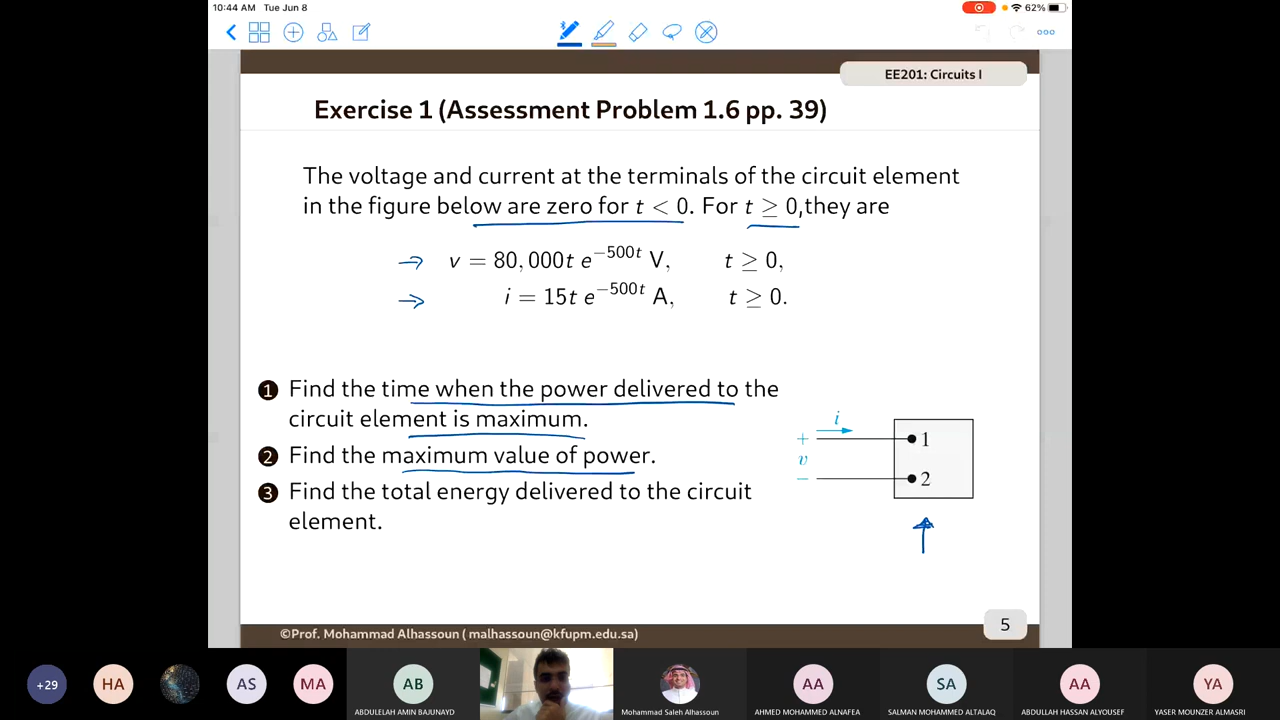 10:44 AM Tue Jun 8
62%
EE201: Circuits I
Exercise 1 (Assessment Problem 1.6 pp. 39)
The voltage and current at the terminals of the circuit element
in the figure below are zero for t < 0. For t ≥ 0,they are
v = 80,000t e^{−500t} V, t ≥ 0,
i = 15t e^{−500t} A, t ≥ 0.
1 Find the time when the power delivered to the
circuit element is maximum.
2 Find the maximum value of power.
3 Find the total energy delivered to the circuit
element.
i
+ 1
v
− 2
©Prof. Mohammad Alhassoun ( malhassoun@kfupm.edu.sa)
5
+29
HA
AS
MA
AB
AA
SA
AA
YA
ABDULELAH AMIN BAJUNAYD
Mohammad Saleh Alhassoun
AHMED MOHAMMED ALNAFEA
SALMAN MOHAMMED ALTALAQ
ABDULLAH HASSAN ALYOUSEF
YASER MOUNZER ALMASRI